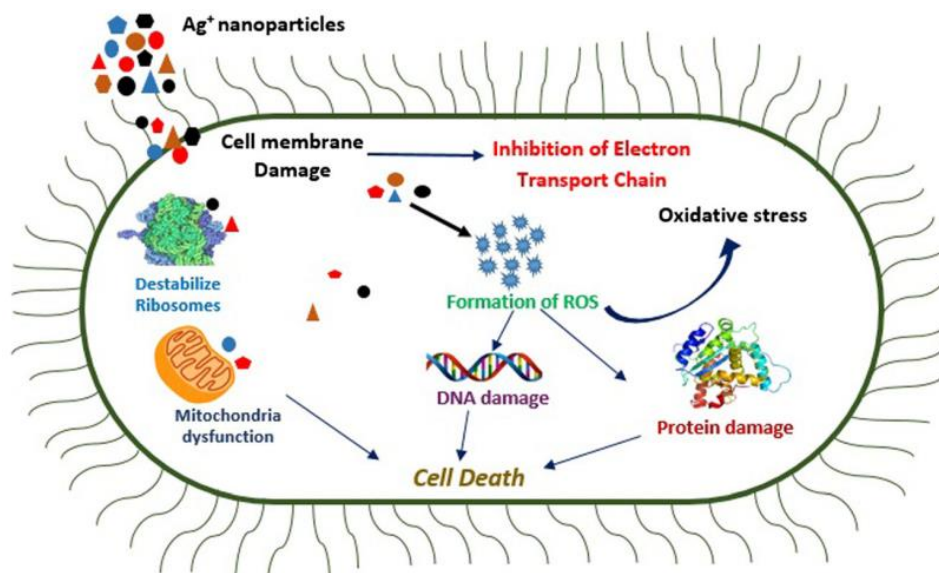 Ag⁺ nanoparticles
Cell membrane
Damage
Inhibition of Electron
Transport Chain
Oxidative stress
Destabilize
Ribosomes
Formation of ROS
Mitochondria
dysfunction
DNA damage
Protein damage
Cell Death